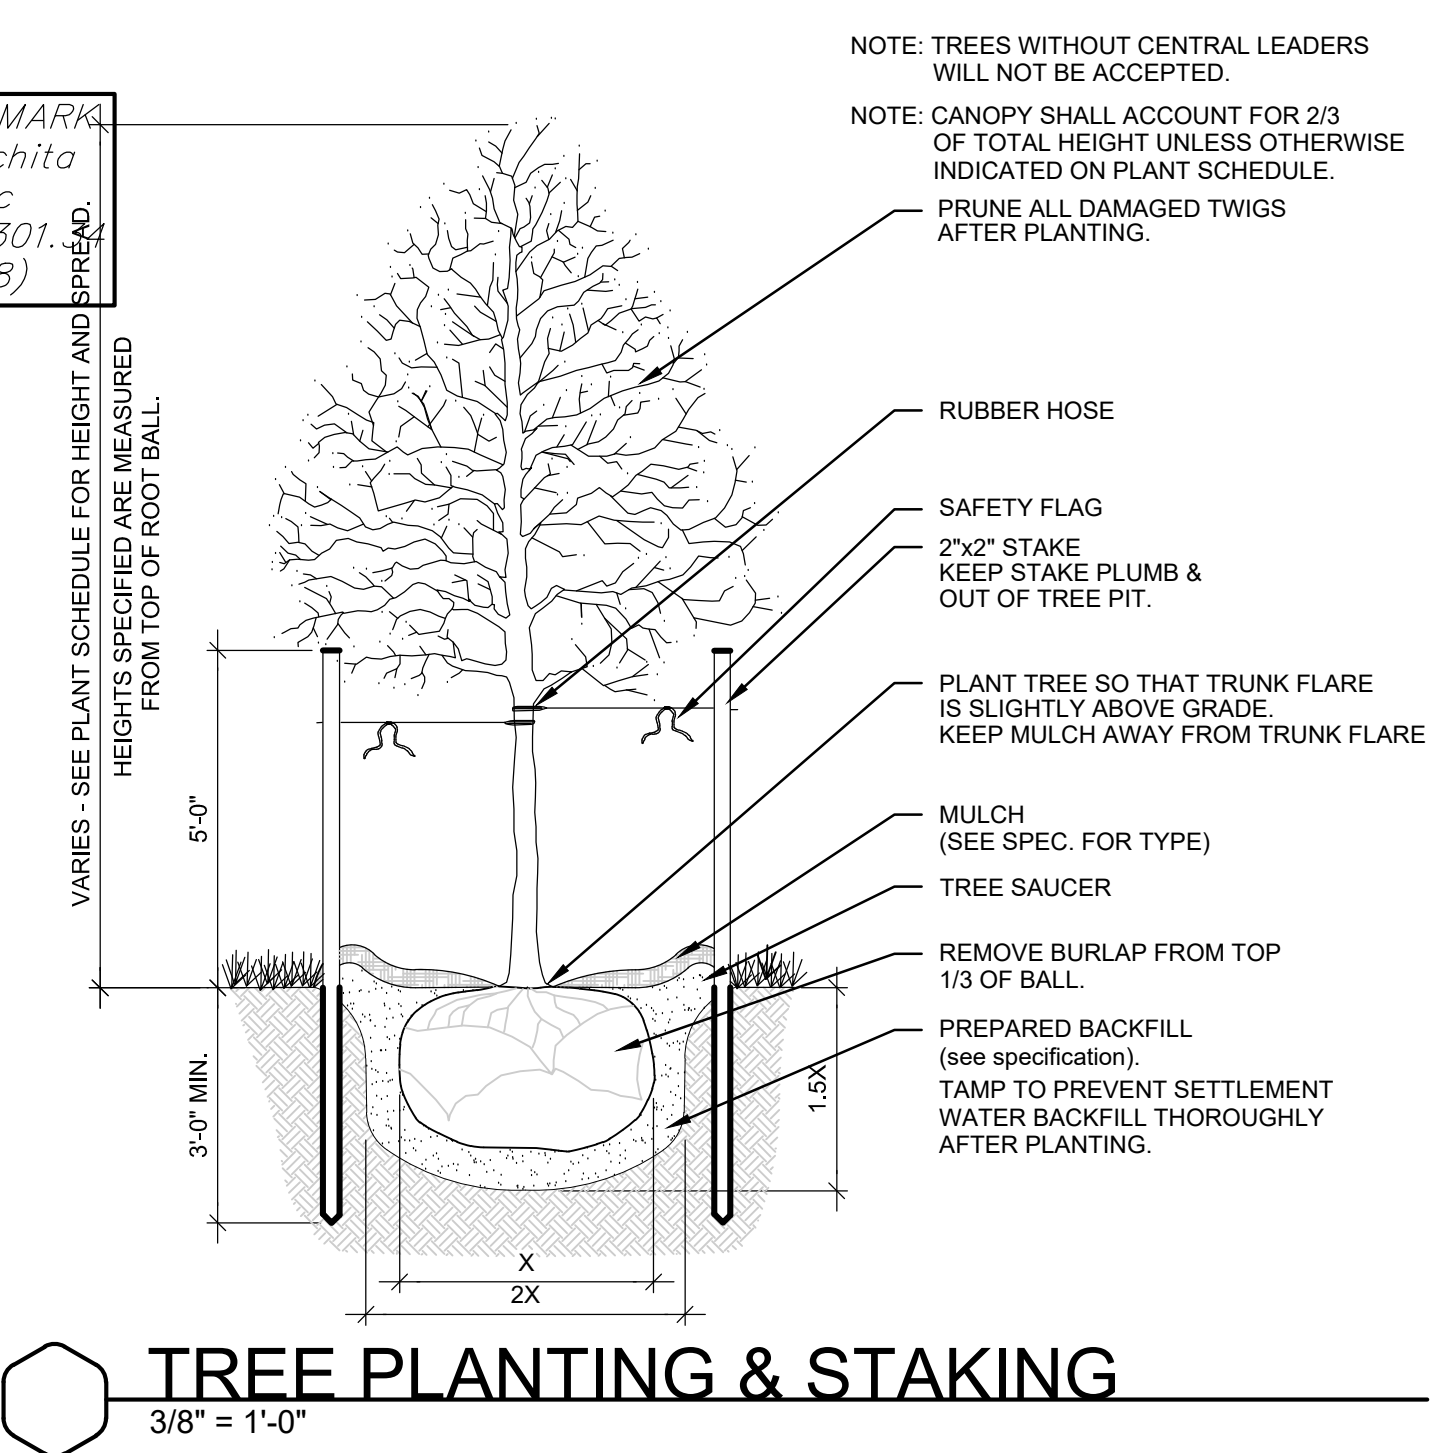 NOTE: TREES WITHOUT CENTRAL LEADERS
WILL NOT BE ACCEPTED.
NOTE: CANOPY SHALL ACCOUNT FOR 2/3
OF TOTAL HEIGHT UNLESS OTHERWISE
INDICATED ON PLANT SCHEDULE.
PRUNE ALL DAMAGED TWIGS
AFTER PLANTING.
RUBBER HOSE
SAFETY FLAG
2"x2" STAKE
KEEP STAKE PLUMB &
OUT OF TREE PIT.
PLANT TREE SO THAT TRUNK FLARE
IS SLIGHTLY ABOVE GRADE.
KEEP MULCH AWAY FROM TRUNK FLARE
MULCH
(SEE SPEC. FOR TYPE)
TREE SAUCER
REMOVE BURLAP FROM TOP
1/3 OF BALL.
PREPARED BACKFILL
(see specification).
TAMP TO PREVENT SETTLEMENT
WATER BACKFILL THOROUGHLY
AFTER PLANTING.
MARK
chita
c
301.34
8)
VARIES - SEE PLANT SCHEDULE FOR HEIGHT AND SPREAD.
HEIGHTS SPECIFIED ARE MEASURED
FROM TOP OF ROOT BALL.
5'-0"
3'-0" MIN.
1.5X
X
2X
TREE PLANTING & STAKING
3/8" = 1'-0"